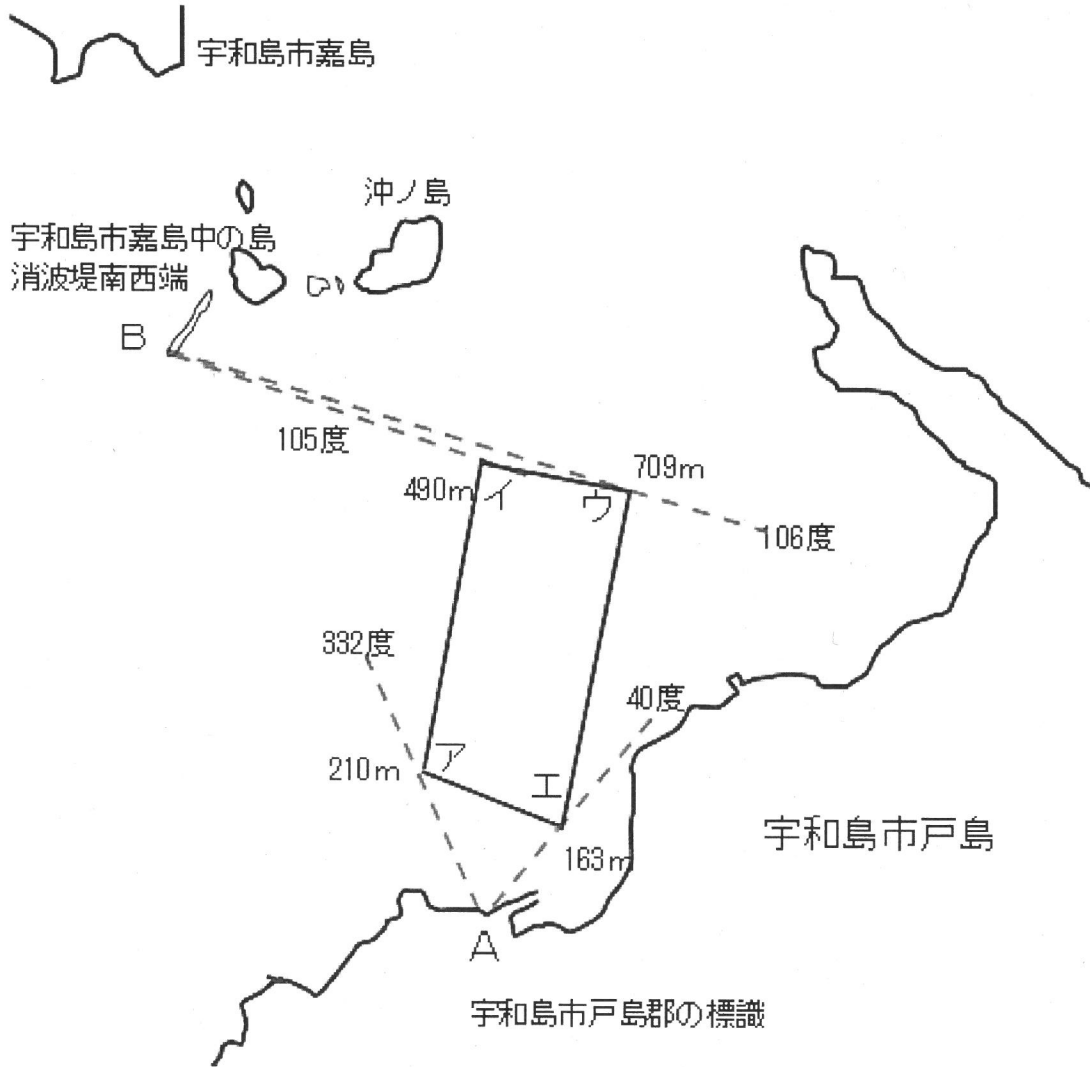 宇和島市嘉島
沖ノ島
宇和島市嘉島中の島
消波堤南西端
B
105度
709m
490m
イ
ウ
106度
332度
40度
ア
210m
エ
163m
宇和島市戸島
A
宇和島市戸島郡の標識